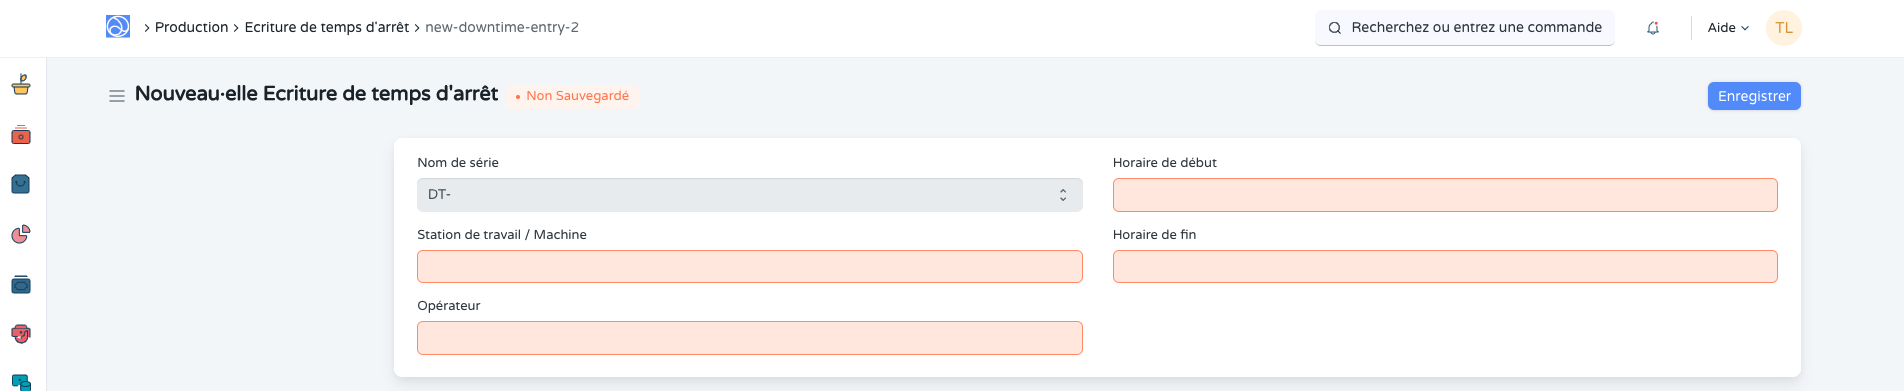 Production > Ecriture de temps d'arrêt > new-downtime-entry-2
Recherchez ou entrez une commande
Aide
TL
Nouveau·elle Ecriture de temps d'arrêt
• Non Sauvegardé
Enregistrer
Nom de série
DT-
Station de travail / Machine
Opérateur
Horaire de début
Horaire de fin